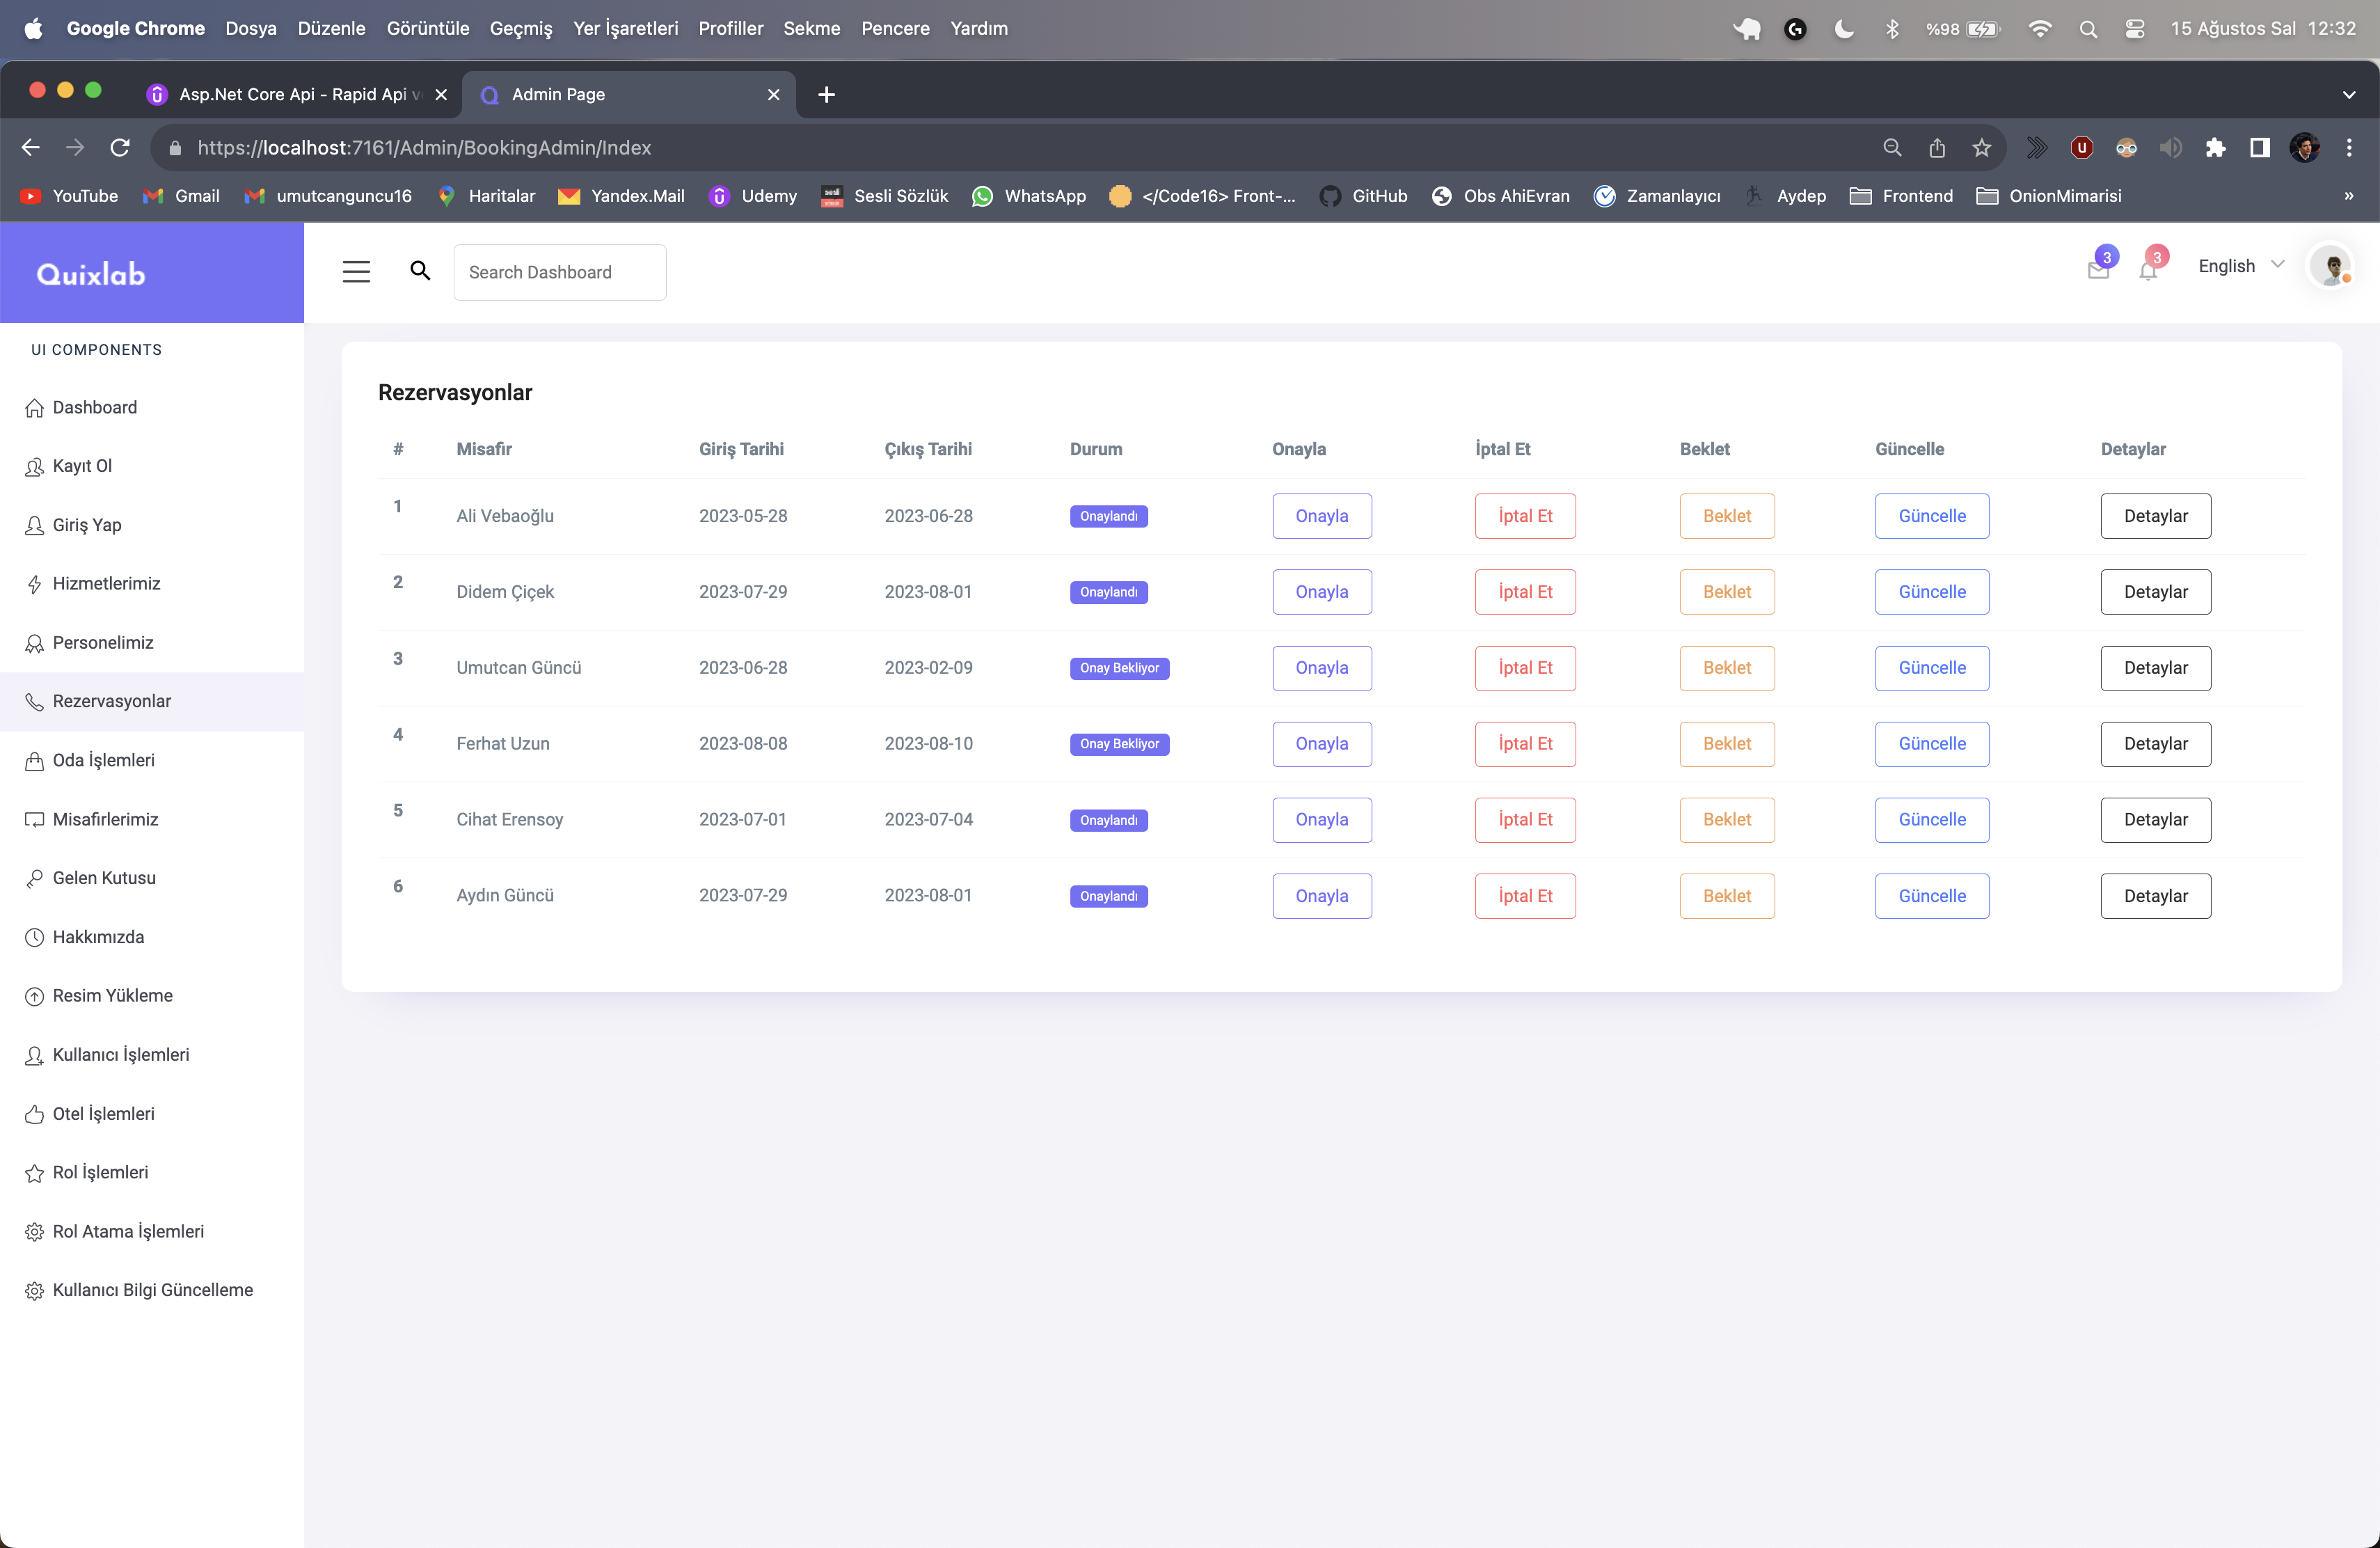 Google Chrome Dosya Düzenle Görüntüle Geçmiş Yer İşaretleri Profiller Sekme Pencere Yardım %98 15 Ağustos Sal 12:32
Asp.Net Core Api - Rapid Api Admin Page
https://localhost:7161/Admin/BookingAdmin/Index
YouTube Gmail umutcanguncu16 Haritalar Yandex.Mail Udemy Sesli Sözlük WhatsApp </Code16> Front-... GitHub Obs AhiEvran Zamanlayıcı Aydep Frontend OnionMimarisi »
Quixlab
Search Dashboard
3 3 English
UI COMPONENTS
Dashboard
Kayıt Ol
Giriş Yap
Hizmetlerimiz
Personelimiz
Rezervasyonlar
Oda İşlemleri
Misafirlerimiz
Gelen Kutusu
Hakkımızda
Resim Yükleme
Kullanıcı İşlemleri
Otel İşlemleri
Rol İşlemleri
Rol Atama İşlemleri
Kullanıcı Bilgi Güncelleme
Rezervasyonlar
# Misafir Giriş Tarihi Çıkış Tarihi Durum Onayla İptal Et Beklet Güncelle Detaylar
1 Ali Vebaoğlu 2023-05-28 2023-06-28 Onaylandı Onayla İptal Et Beklet Güncelle Detaylar
2 Didem Çiçek 2023-07-29 2023-08-01 Onaylandı Onayla İptal Et Beklet Güncelle Detaylar
3 Umutcan Güncü 2023-06-28 2023-02-09 Onay Bekliyor Onayla İptal Et Beklet Güncelle Detaylar
4 Ferhat Uzun 2023-08-08 2023-08-10 Onay Bekliyor Onayla İptal Et Beklet Güncelle Detaylar
5 Cihat Erensoy 2023-07-01 2023-07-04 Onaylandı Onayla İptal Et Beklet Güncelle Detaylar
6 Aydın Güncü 2023-07-29 2023-08-01 Onaylandı Onayla İptal Et Beklet Güncelle Detaylar